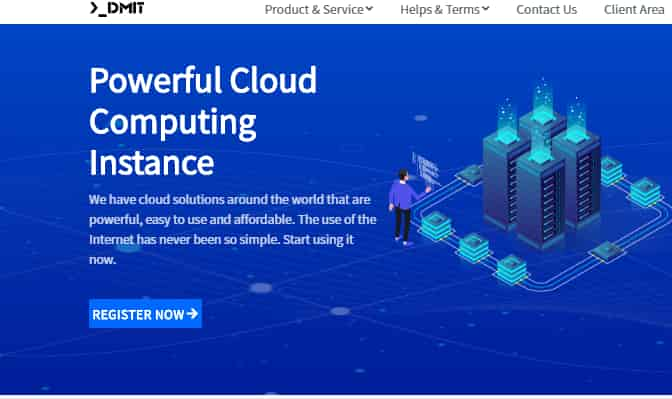 >_DMIT
Product & Service
Helps & Terms
Contact Us
Client Area
Powerful Cloud
Computing
Instance
We have cloud solutions around the world that are
powerful, easy to use and affordable. The use of the
Internet has never been so simple. Start using it
now.
REGISTER NOW